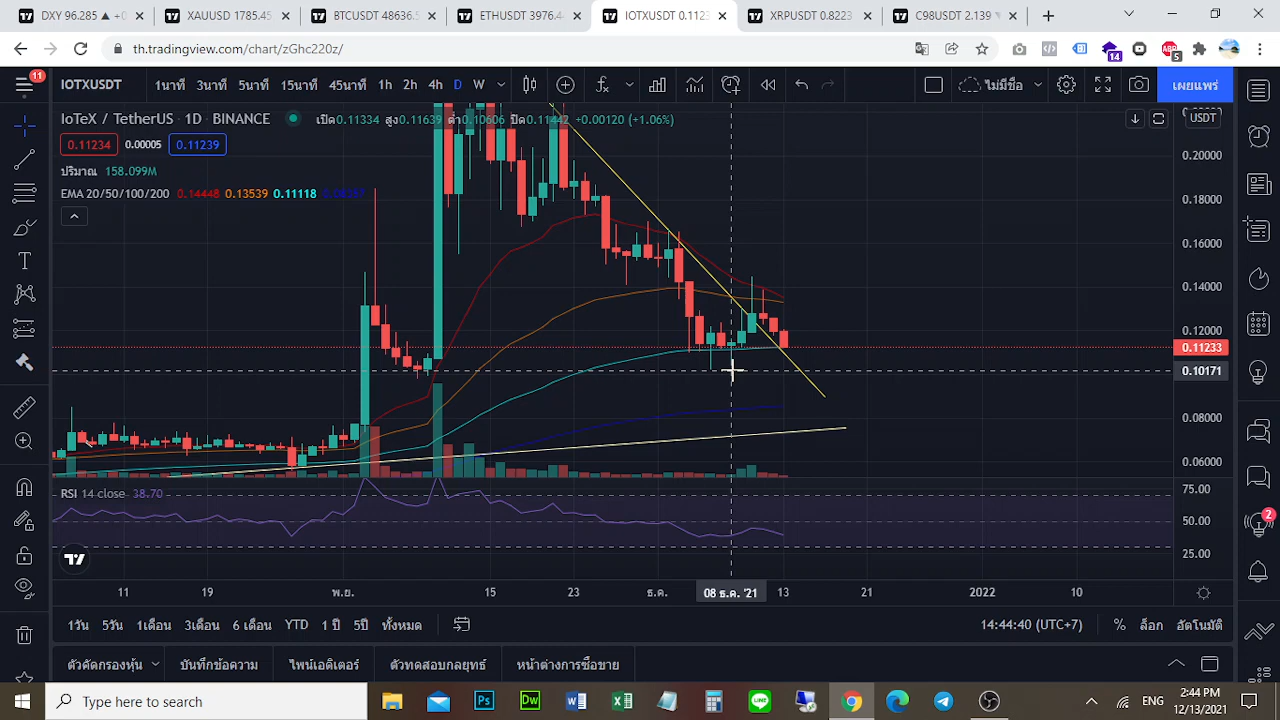 DXY 96.285 ▲ +0
XAUUSD 1785.45
BTCUSDT 48636.5
ETHUSDT 3976.4
IOTXUSDT 0.1123
XRPUSDT 0.8223
C98USDT 2.139
th.tradingview.com/chart/zGhc220z/
14
5
11
IOTXUSDT
1นาที 3นาที 5นาที 15นาที 45นาที 1h 2h 4h D W
ไม่มีชื่อ
เผยแพร่
IoTeX / TetherUS · 1D · BINANCE
เปิด0.11334 สูง0.11639 ต่ำ0.10606 ปิด0.11442 +0.00120 (+1.06%)
USDT
0.11234 0.00005 0.11239
ปริมาณ 158.099M
EMA 20/50/100/200 0.14448 0.13539 0.11118
0.20000
0.18000
0.16000
0.14000
0.12000
0.11233
0.10171
0.08000
0.06000
RSI 14 close 38.70
75.00
50.00
25.00
2
11 19 พ.ย. 15 23 ธ.ค. 08 ธ.ค. '21 13 21 2022 10
1วัน 5วัน 1เดือน 3เดือน 6 เดือน YTD 1 ปี 5ปี ทั้งหมด
14:44:40 (UTC+7) % ล็อก อัตโนมัติ
ตัวคัดกรองหุ้น บันทึกข้อความ ไพน์เอดิเตอร์ ตัวทดสอบกลยุทธ์ หน้าต่างการซื้อขาย
Type here to search
Ps
Dw
ENG
2:44 PM
12/13/2021